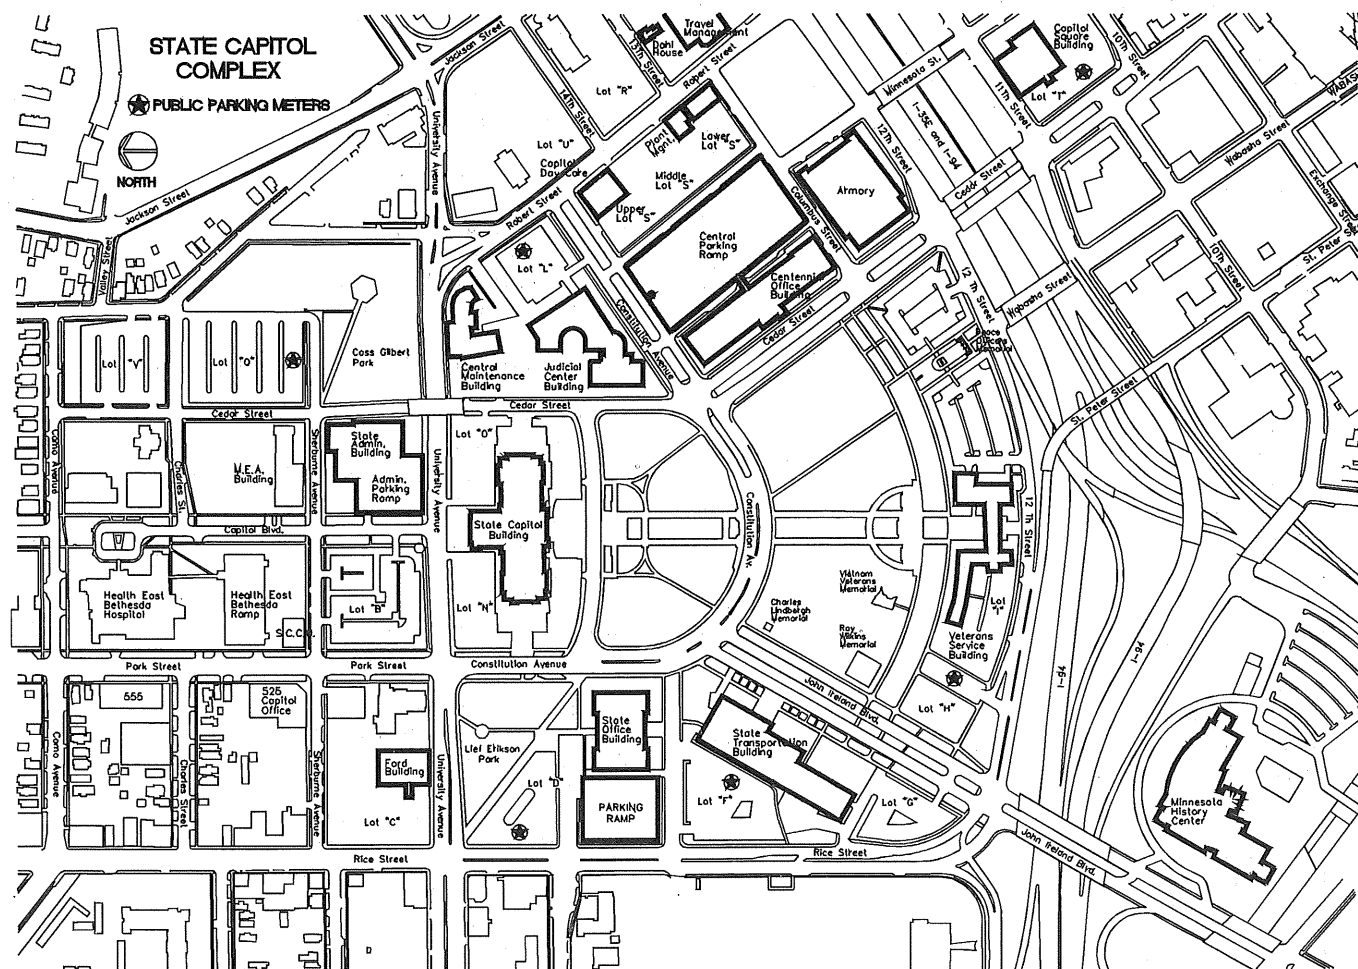 STATE CAPITOL
COMPLEX
PUBLIC PARKING METERS
NORTH
Jackson Street
Jackson Street
Valley Street
University Avenue
14Th Street
13Th Street
Lot "R"
Dahl
House
Travel
Management
Robert Street
Lot "U"
Capitol
Day Care
Robert Street
Plant
Mgnt.
Lower
Lot "S"
Middle
Lot "S"
Upper
Lot "S"
Minnesota St.
I-35E and I-94
12Th Street
11Th Street
Capitol
Square
Building
Lot "T"
10Th Street
Wabasha Street
Exchange Street
St. Peter
10Th Street
Cedar Street
Wabasha Street
12 Th Street
Armory
Columbus Street
Central
Parking
Ramp
Centennial
Office
Building
Cedar Street
Constitution Avenue
Lot "L"
Central
Maintenance
Building
Judicial
Center
Building
Cass Gilbert
Park
Lot "V"
Lot "O"
Cedar Street
Cedar Street
Peace
Officers
Memorial
St. Peter Street
Como Avenue
Charles St.
M.E.A.
Building
Sherburne Avenue
State
Admin.
Building
Admin.
Parking
Ramp
University Avenue
Lot "O"
State Capitol
Building
Lot "N"
Capitol Blvd.
Health East
Bethesda
Hospital
Health East
Bethesda
Ramp
S.C.C.U.
Lot "B"
Park Street
Park Street
Constitution Avenue
Constitution Av.
Vietnam
Veterans
Memorial
Charles
Lindbergh
Memorial
Roy
Wilkins
Memorial
12 Th Street
Lot
"I"
Veterans
Service
Building
I-94
I-94
555
525
Capitol
Office
Como Avenue
Charles Street
Sherburne Avenue
Ford
Building
Lot "C"
University Avenue
Lief Erikson
Park
Lot "D"
State
Office
Building
PARKING
RAMP
State
Transportation
Building
Lot "F"
John Ireland Blvd.
Lot "H"
Lot "G"
Rice Street
Rice Street
John Ireland Blvd.
Minnesota
History
Center
D